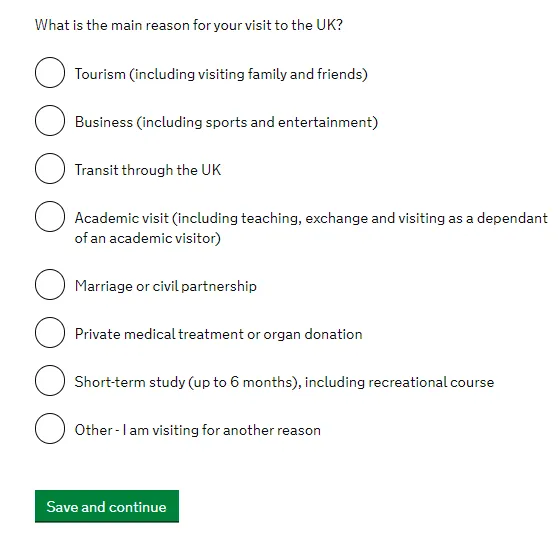 What is the main reason for your visit to the UK?
Tourism (including visiting family and friends)
Business (including sports and entertainment)
Transit through the UK
Academic visit (including teaching, exchange and visiting as a dependant
of an academic visitor)
Marriage or civil partnership
Private medical treatment or organ donation
Short-term study (up to 6 months), including recreational course
Other - I am visiting for another reason
Save and continue